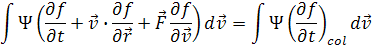 ∫ Ψ (∂f/∂t + v⃗ · ∂f/∂r⃗ + F⃗ ∂f/∂v⃗) dv⃗ = ∫ Ψ (∂f/∂t)_col dv⃗